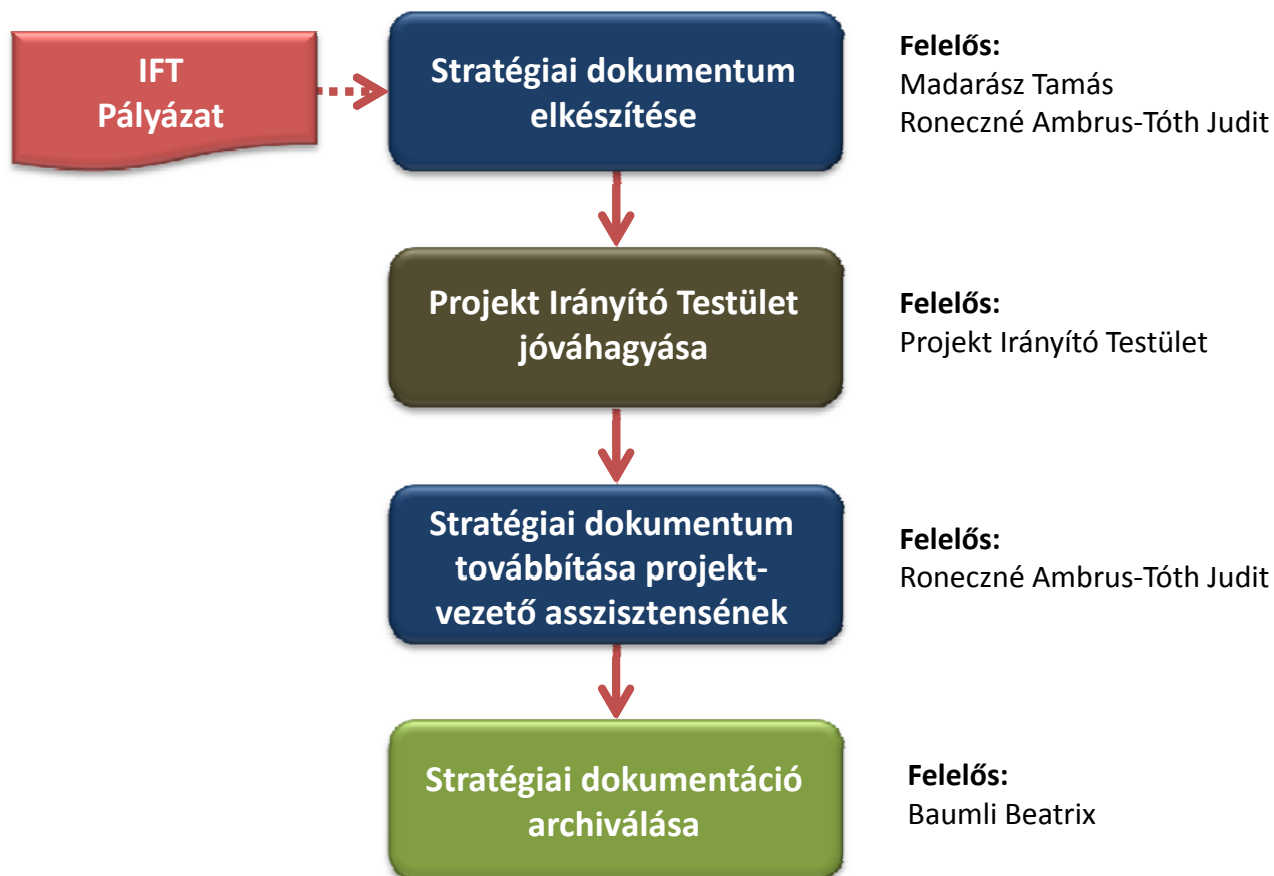 IFT
Pályázat
Stratégiai dokumentum
elkészítése
Felelős:
Madarász Tamás
Roneczné Ambrus-Tóth Judit
Projekt Irányító Testület
jóváhagyása
Felelős:
Projekt Irányító Testület
Stratégiai dokumentum
továbbítása projekt-
vezető asszisztensének
Felelős:
Roneczné Ambrus-Tóth Judit
Stratégiai dokumentáció
archiválása
Felelős:
Baumli Beatrix